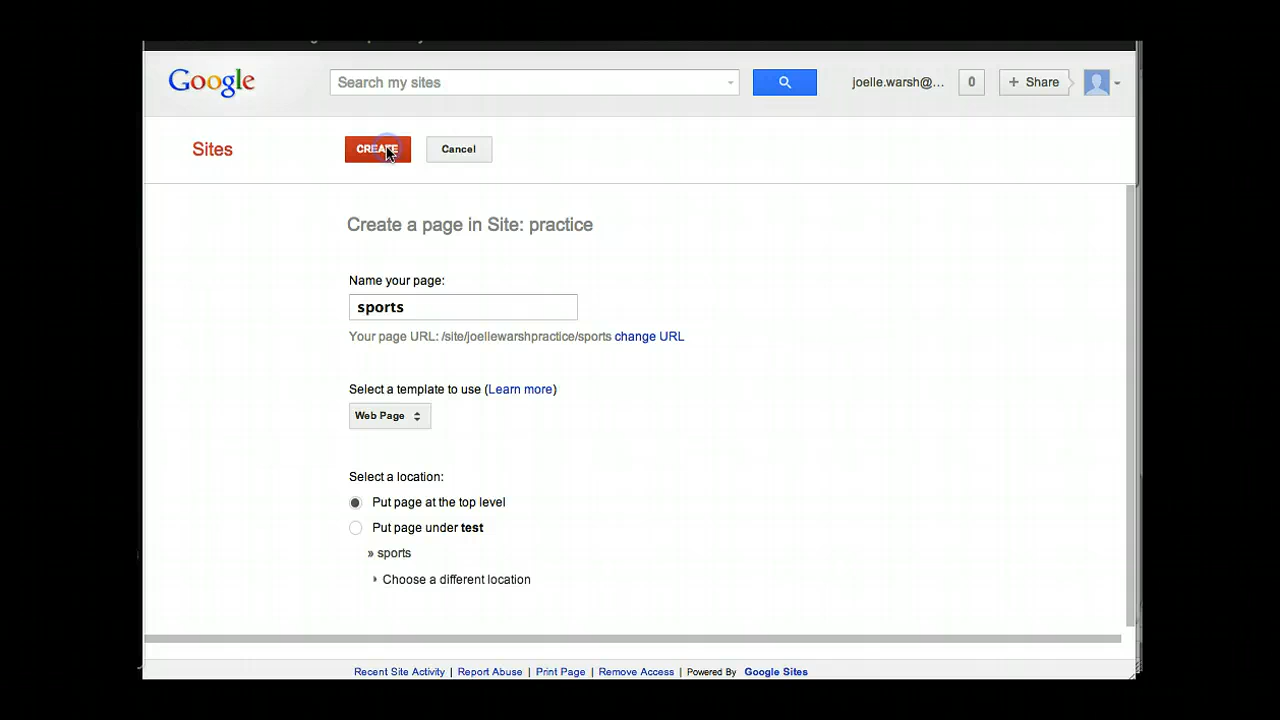 Google
Search my sites
joelle.warsh@...
0
+ Share
Sites
CREATE
Cancel
Create a page in Site: practice
Name your page:
sports
Your page URL: /site/joellewarshpractice/sports change URL
Select a template to use (Learn more)
Web Page
Select a location:
Put page at the top level
Put page under test
» sports
Choose a different location
Recent Site Activity | Report Abuse | Print Page | Remove Access | Powered By Google Sites